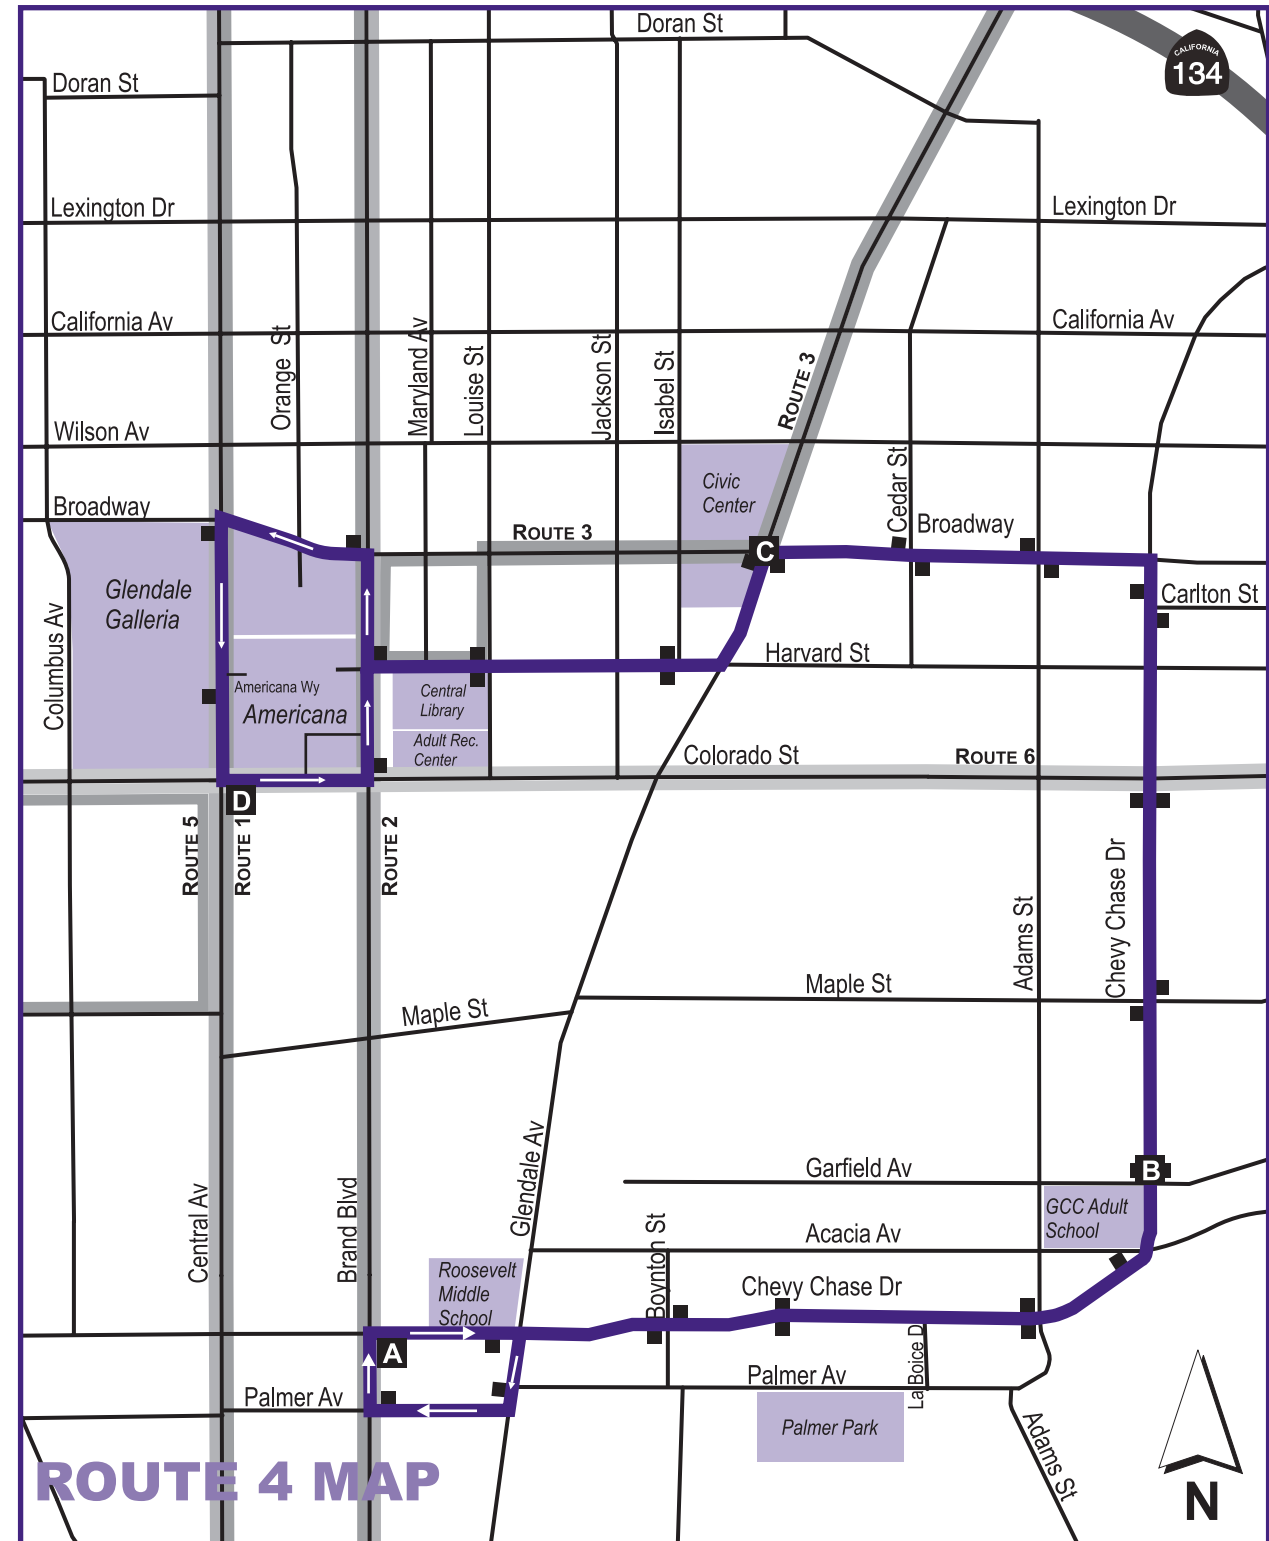 Doran St
CALIFORNIA
134
Doran St
Lexington Dr
Lexington Dr
California Av
California Av
Orange St
Maryland Av
Louise St
Jackson St
Isabel St
ROUTE 3
Wilson Av
Civic
Center
Cedar St
Broadway
Broadway
ROUTE 3
C
Glendale
Galleria
Carlton St
Columbus Av
Harvard St
Americana Wy
Americana
Central
Library
Adult Rec.
Center
Colorado St
ROUTE 6
D
ROUTE 5
ROUTE 1
ROUTE 2
Chevy Chase Dr
Adams St
Maple St
Maple St
Glendale Av
Garfield Av
B
GCC Adult
School
Central Av
Brand Blvd
Boynton St
Acacia Av
Roosevelt
Middle
School
Chevy Chase Dr
A
La Boice D
Palmer Av
Palmer Av
Palmer Park
Adams St
ROUTE 4 MAP
N